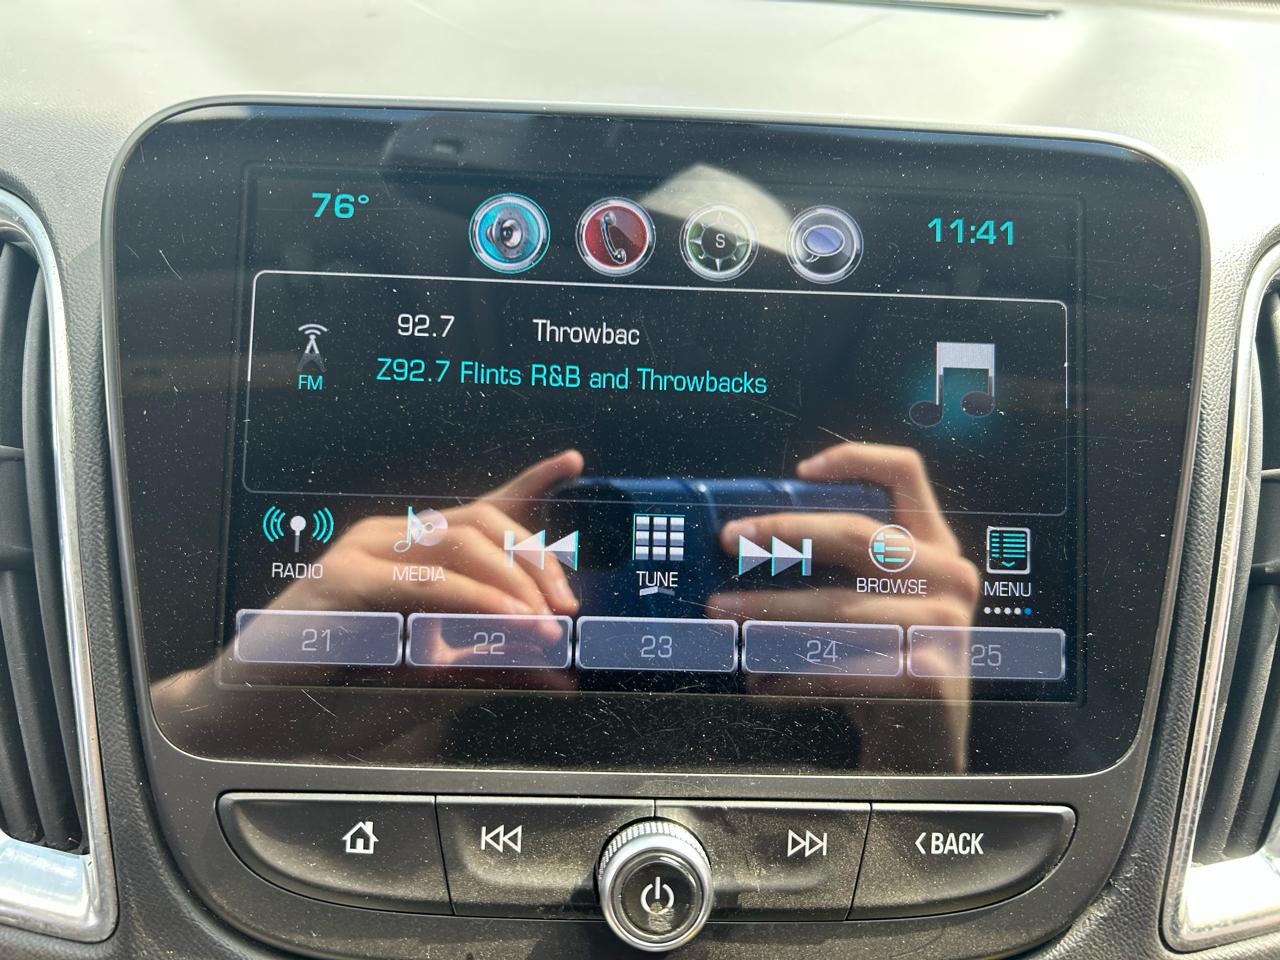 76°
S
11:41
92.7 Throwbac
FM
Z92.7 Flints R&B and Throwbacks
RADIO
MEDIA
TUNE
BROWSE
MENU
21 22 23 24 25
BACK